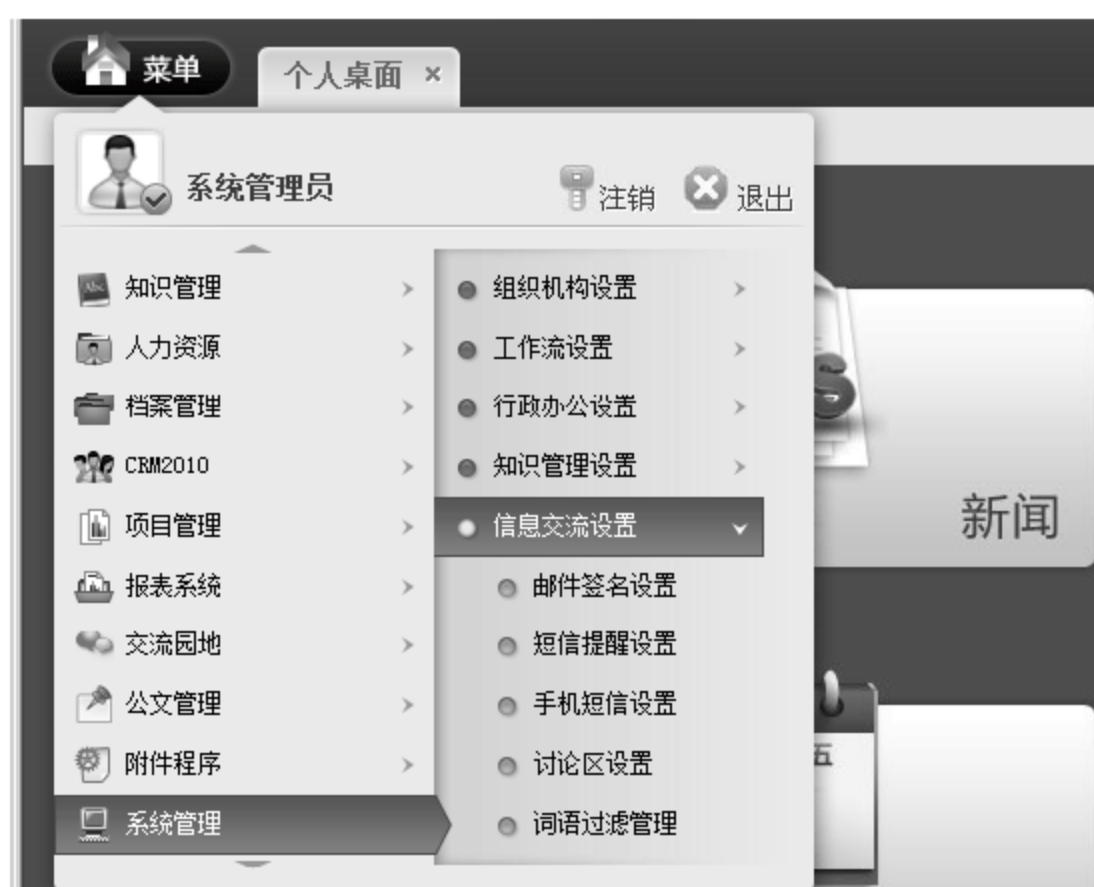 菜单
个人桌面 ×
系统管理员
注销
退出
知识管理
人力资源
档案管理
CRM2010
项目管理
报表系统
交流园地
公文管理
附件程序
系统管理
组织机构设置
工作流设置
行政办公设置
知识管理设置
信息交流设置
邮件签名设置
短信提醒设置
手机短信设置
讨论区设置
词语过滤管理
S
新闻
五